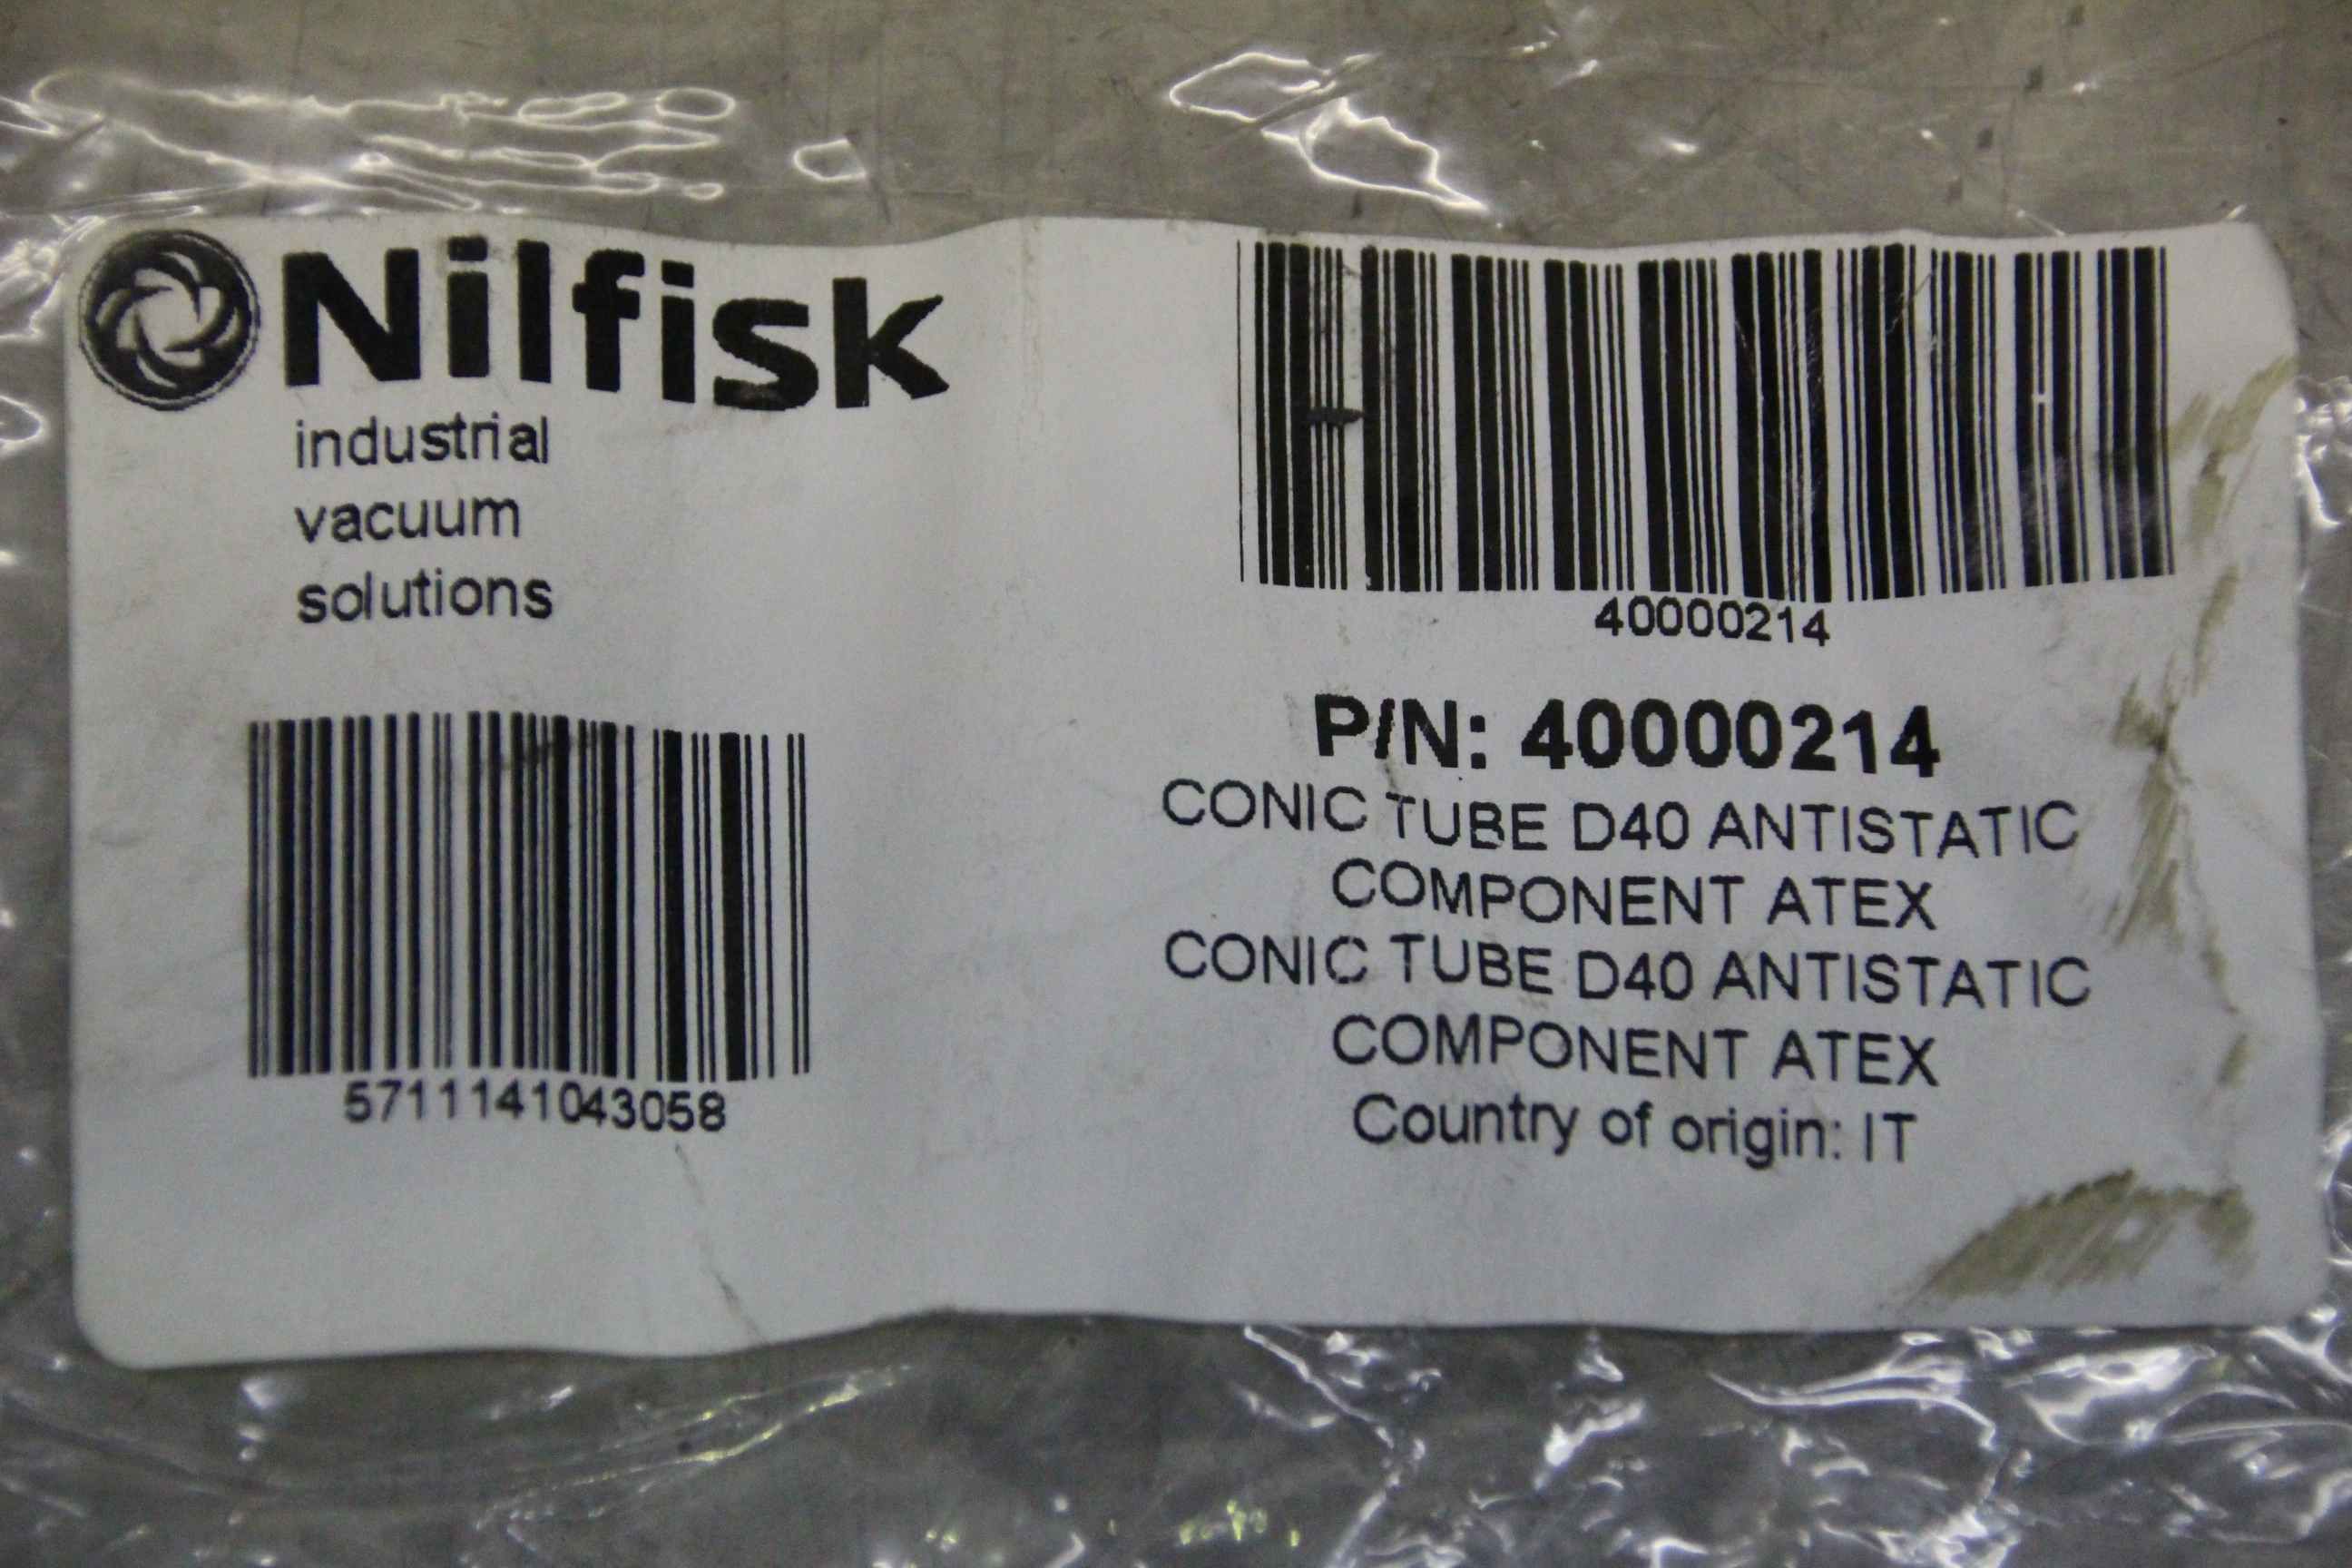 Nilfisk
industrial
vacuum
solutions
5711141043058
40000214
P/N: 40000214
CONIC TUBE D40 ANTISTATIC
COMPONENT ATEX
CONIC TUBE D40 ANTISTATIC
COMPONENT ATEX
Country of origin: IT